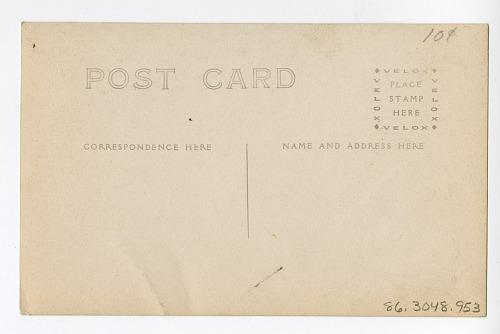 10¢
POST CARD
VELOX
VELOX PLACE VELOX
STAMP
HERE
VELOX
CORRESPONDENCE HERE
NAME AND ADDRESS HERE
86.3048.953